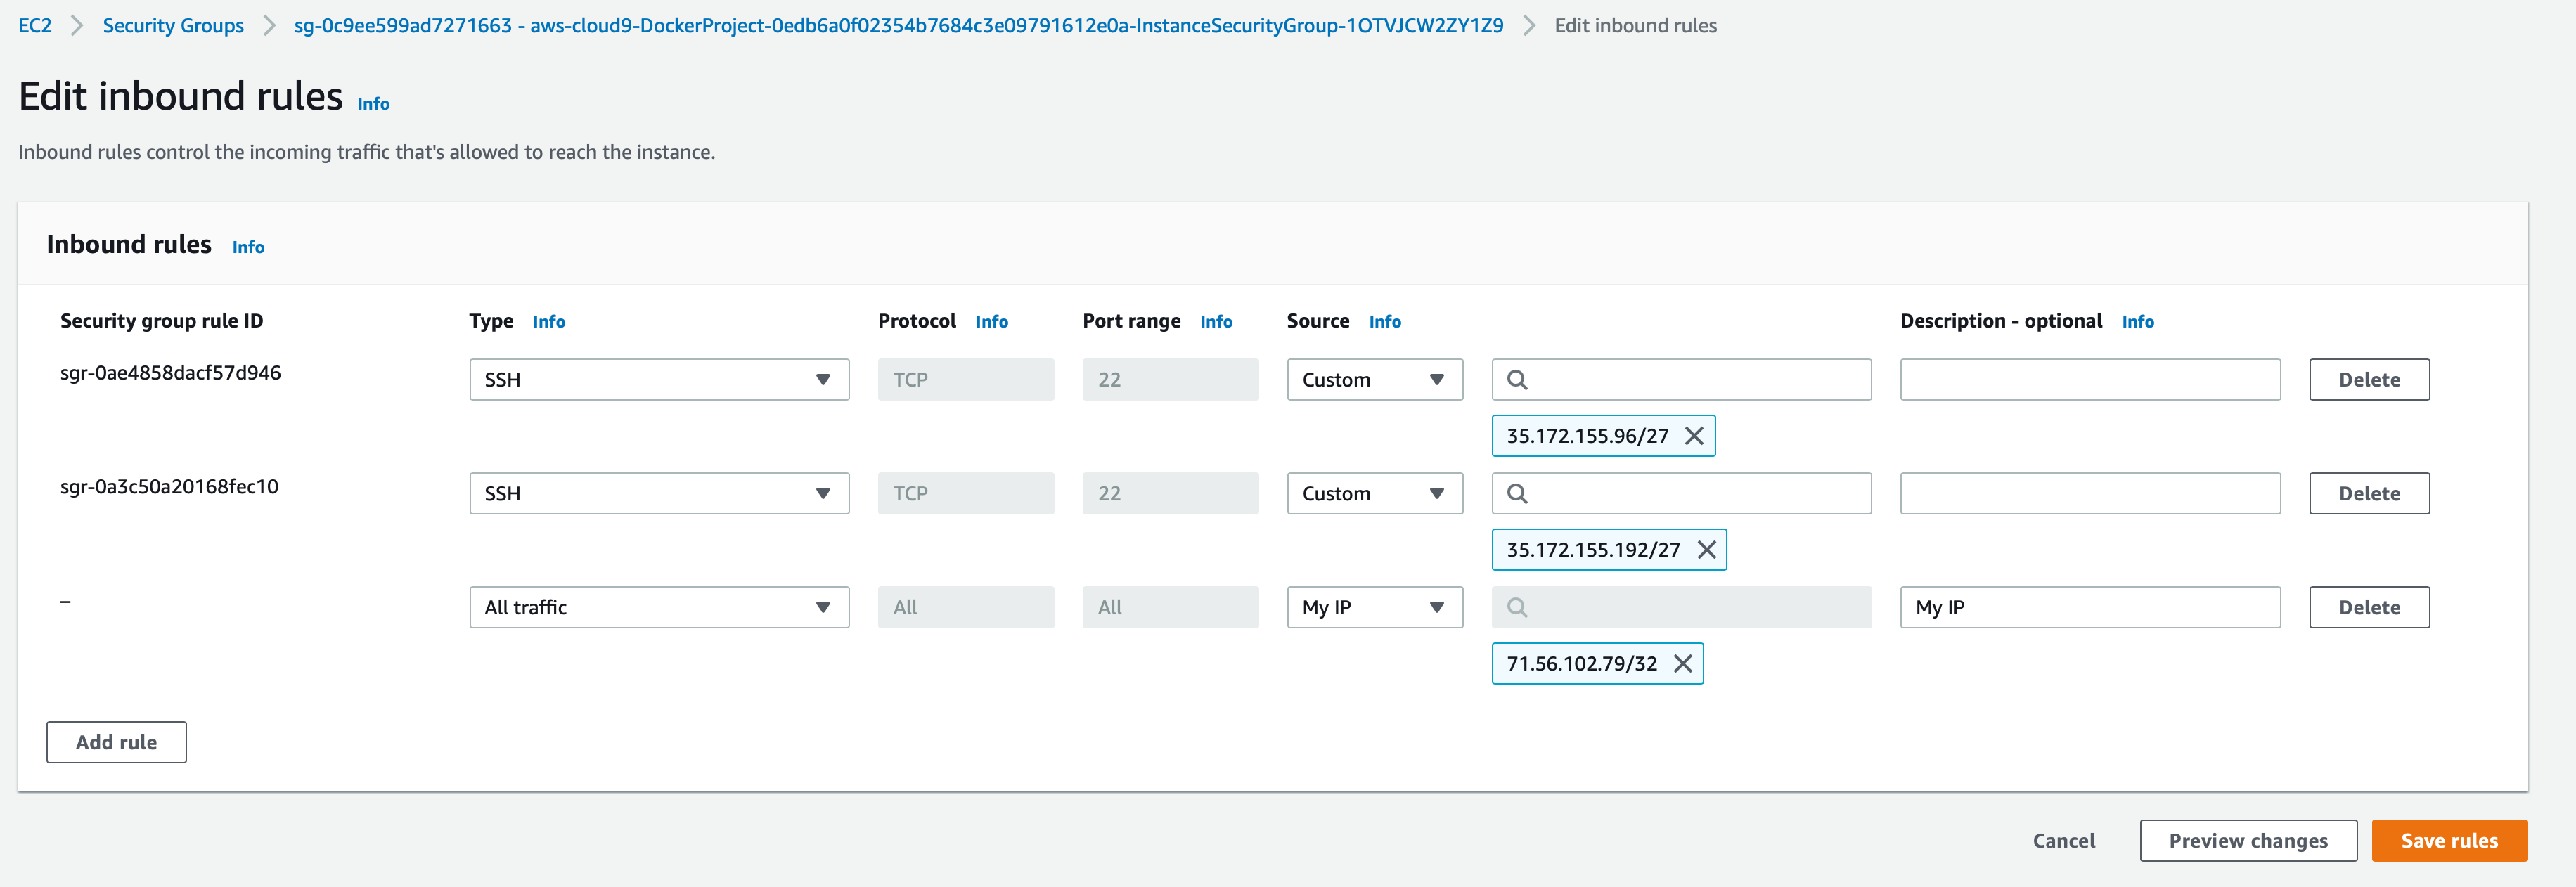 EC2 > Security Groups > sg-0c9ee599ad7271663 - aws-cloud9-DockerProject-0edb6a0f02354b7684c3e09791612e0a-InstanceSecurityGroup-1OTVJCW2ZY1Z9 > Edit inbound rules
Edit inbound rules Info
Inbound rules control the incoming traffic that's allowed to reach the instance.
Inbound rules Info
Security group rule ID Type Info Protocol Info Port range Info Source Info Description - optional Info
sgr-0ae4858dacf57d946 SSH TCP 22 Custom Delete
35.172.155.96/27
sgr-0a3c50a20168fec10 SSH TCP 22 Custom Delete
35.172.155.192/27
– All traffic All All My IP My IP Delete
71.56.102.79/32
Add rule
Cancel Preview changes Save rules